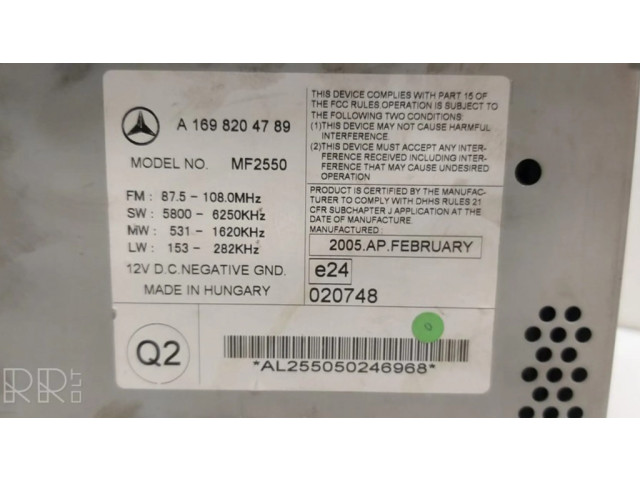 A 169 820 47 89
MODEL NO. MF2550
FM : 87.5 - 108.0MHz
SW : 5800 - 6250KHz
MW : 531 - 1620KHz
LW : 153 - 282KHz
12V D.C.NEGATIVE GND.
MADE IN HUNGARY
THIS DEVICE COMPLIES WITH PART 15 OF
THE FCC RULES OPERATION IS SUBJECT TO
THE FOLLOWING TWO CONDITIONS:
(1)THIS DEVICE MAY NOT CAUSE HARMFUL
INTERFERENCE.
(2)THIS DEVICE MUST ACCEPT ANY INTER-
FERENCE RECEIVED INCLUDING INTER-
FERENCE THAT MAY CAUSE UNDESIRED
OPERATION
PRODUCT IS CERTIFIED BY THE MANUFAC-
TURER TO COMPLY WITH DHHS RULES 21
CFR SUBCHAPTER J APPLICATION AT THE
DATE OF MANUFACTURE.
MANUFACTURED :
2005.AP.FEBRUARY
e24
020748
0
Q2
*AL255050246968*
RRR.LT